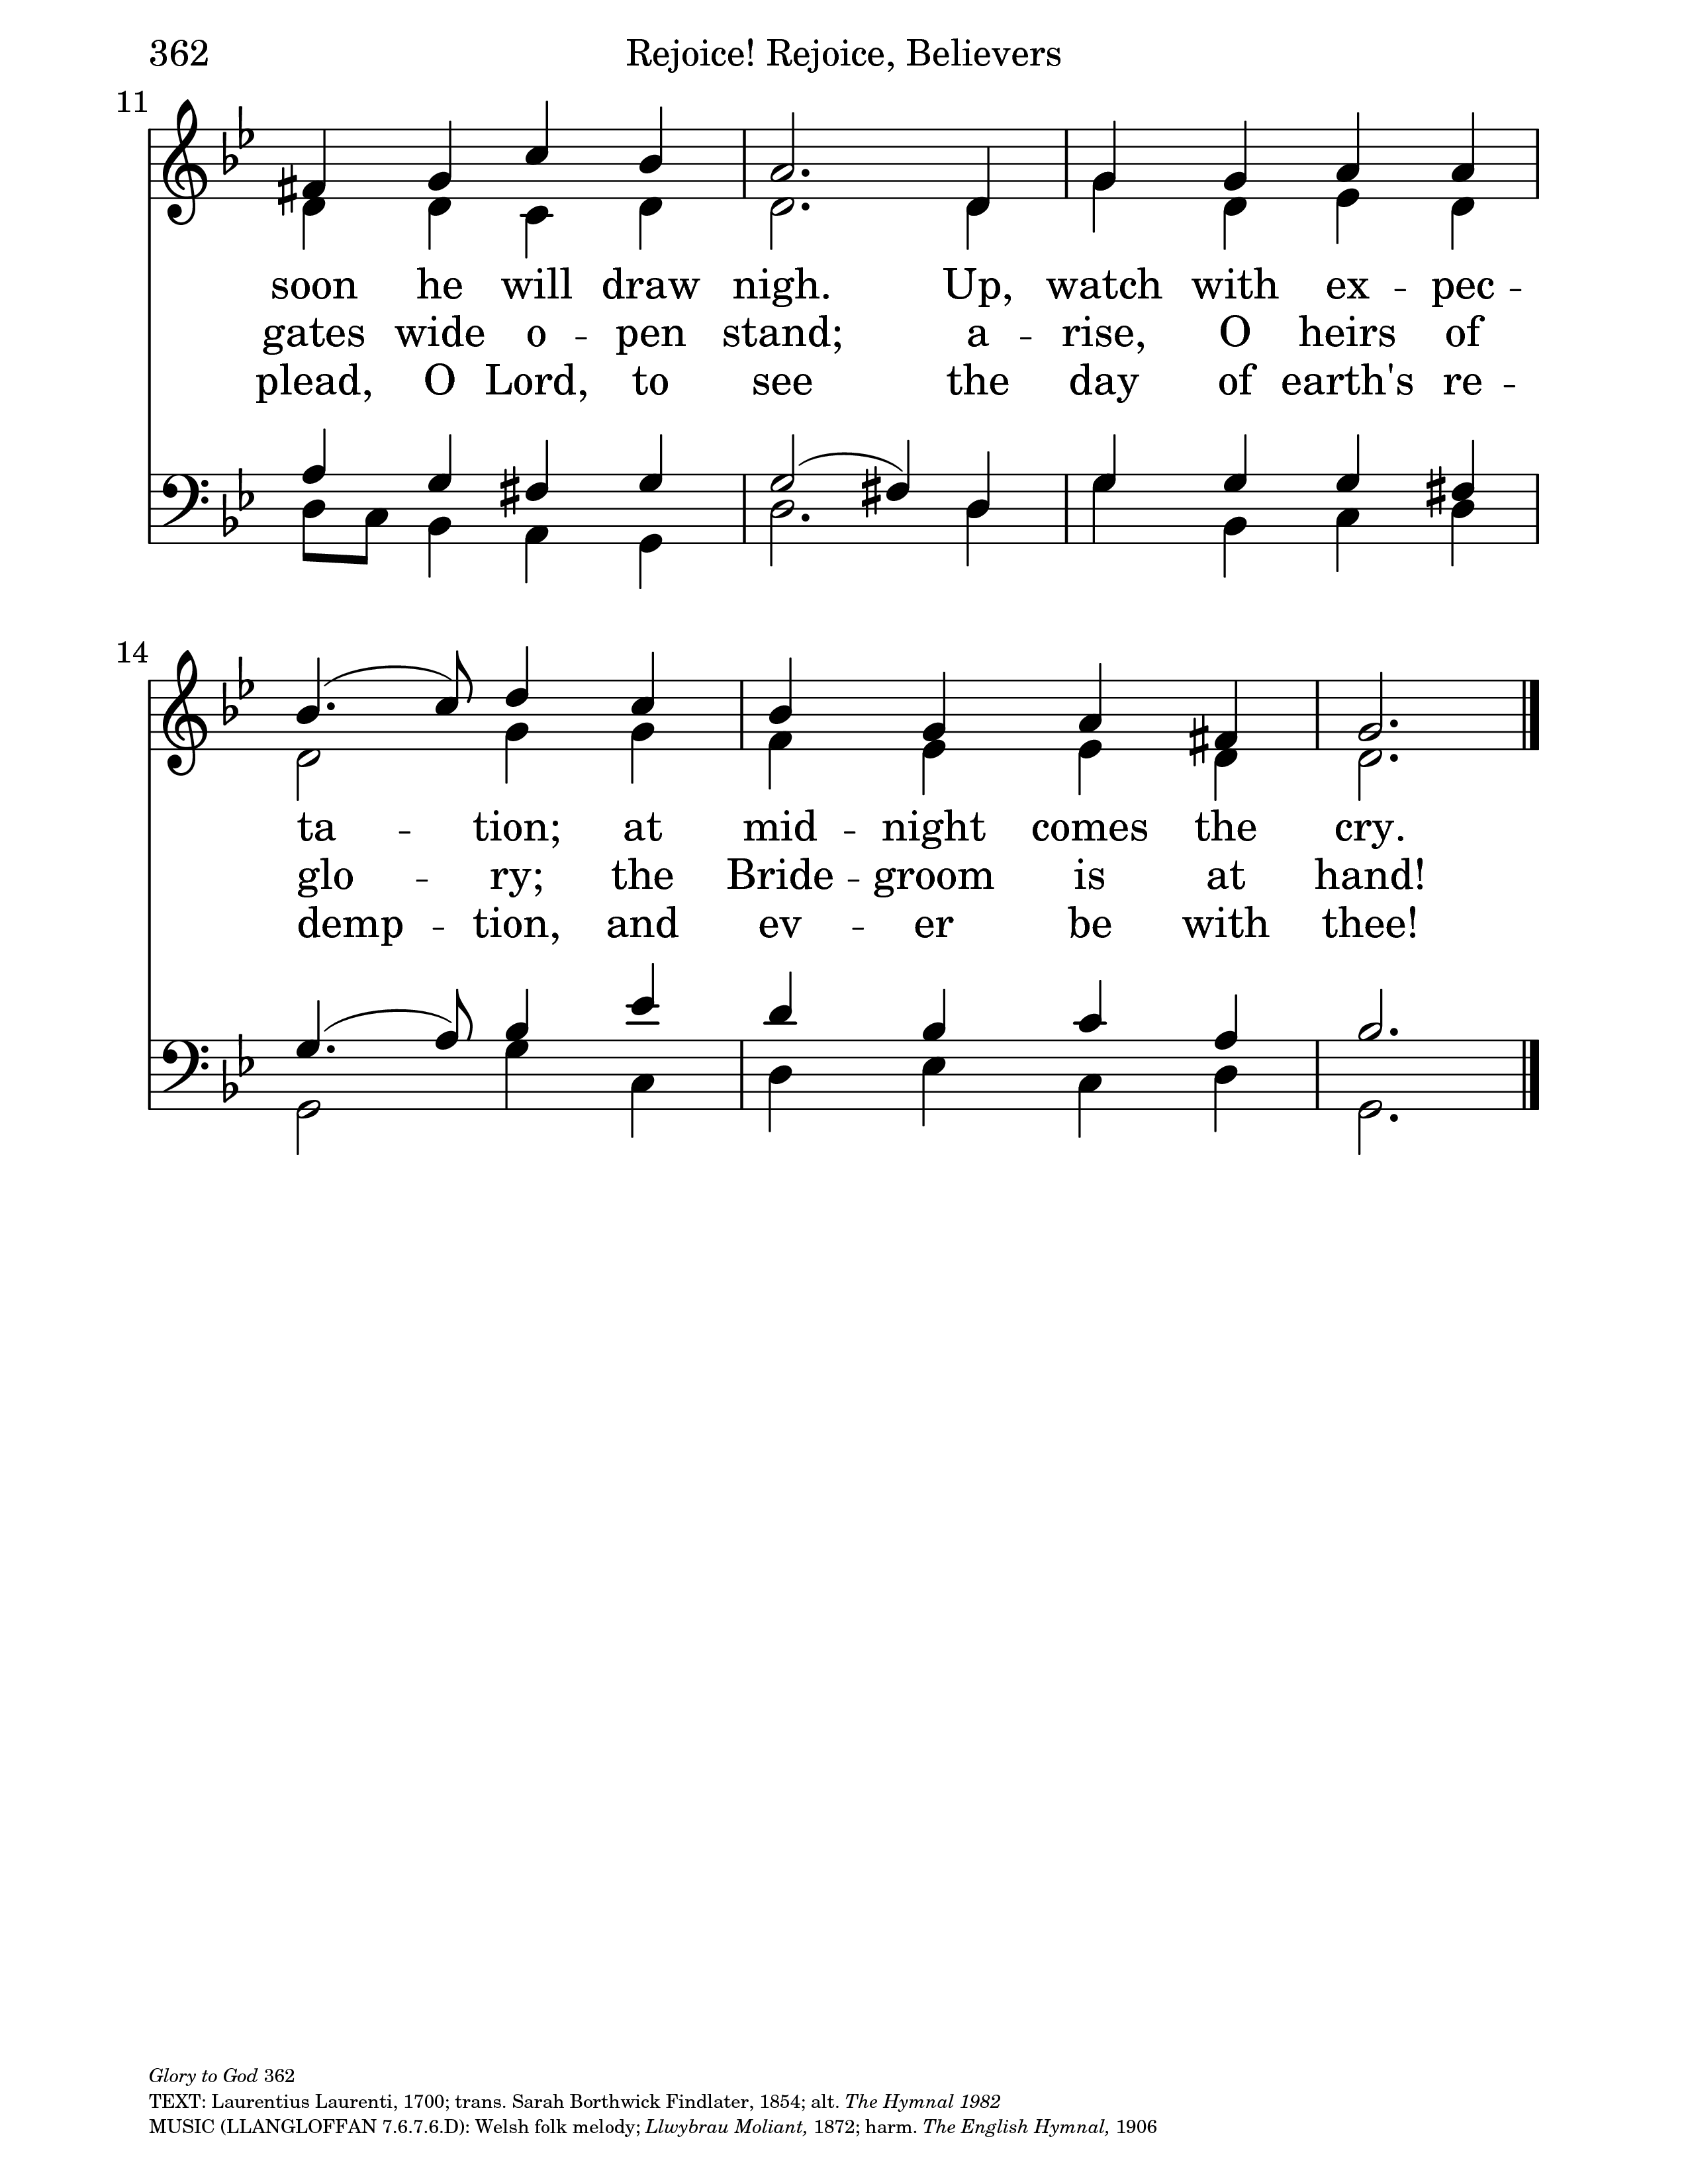 362 Rejoice! Rejoice, Believers
11
soon he will draw nigh. Up, watch with ex - pec -
gates wide o - pen stand; a - rise, O heirs of
plead, O Lord, to see the day of earth's re -
14
ta - tion; at mid - night comes the cry.
glo - ry; the Bride - groom is at hand!
demp - tion, and ev - er be with thee!
Glory to God 362
TEXT: Laurentius Laurenti, 1700; trans. Sarah Borthwick Findlater, 1854; alt. The Hymnal 1982
MUSIC (LLANGLOFFAN 7.6.7.6.D): Welsh folk melody; Llwybrau Moliant, 1872; harm. The English Hymnal, 1906